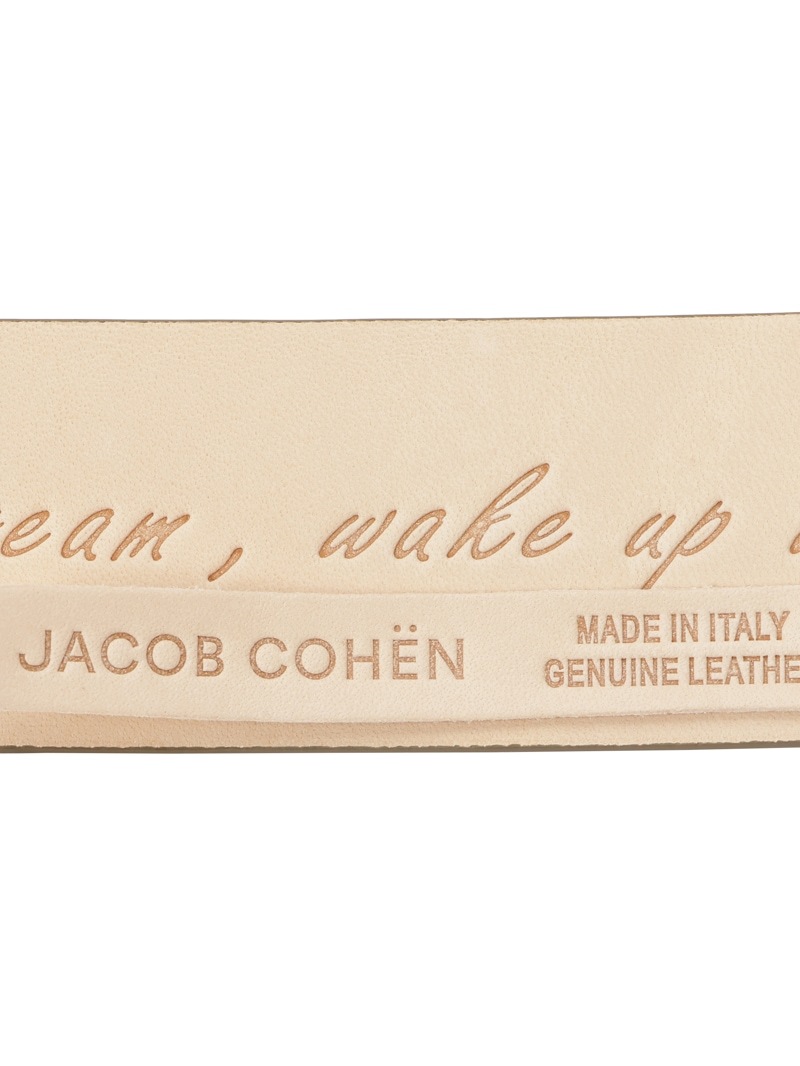 eam, wake up
JACOB COHËN
MADE IN ITALY
GENUINE LEATHE